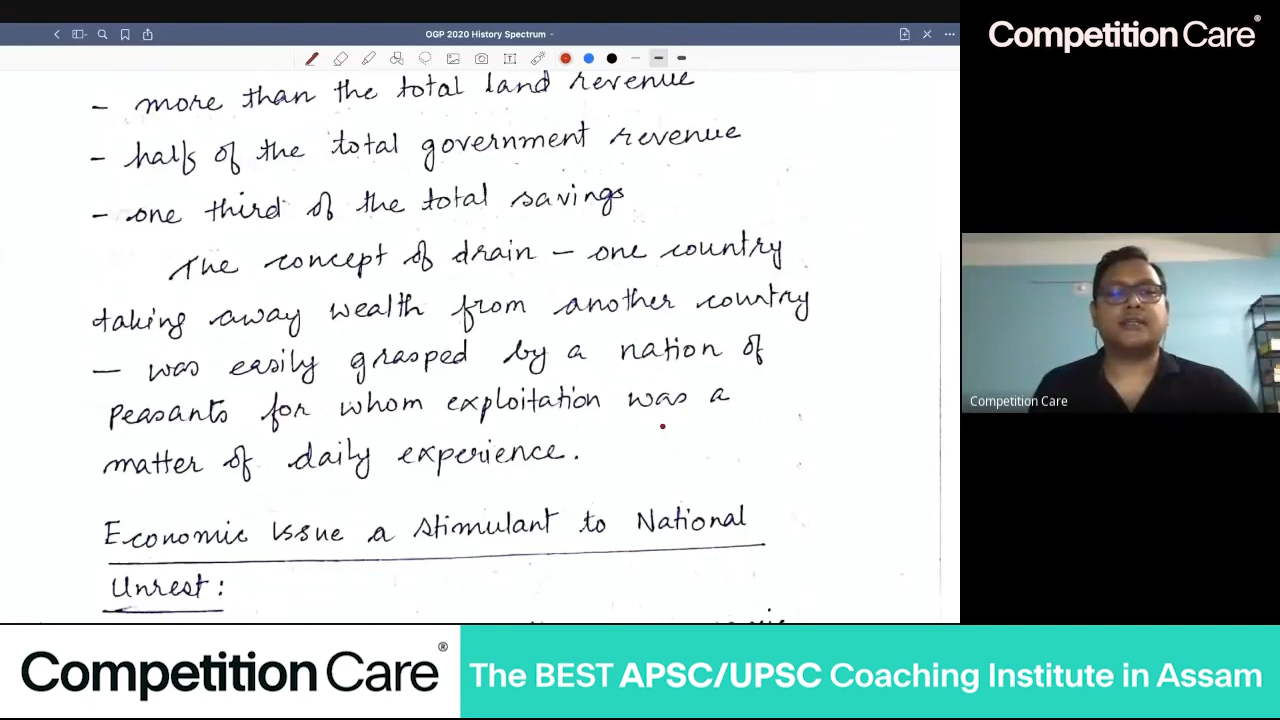 OGP 2020 History Spectrum
- more than the total land revenue
- half of the total government revenue
- one third of the total savings
The concept of drain - one country
taking away wealth from another country
- was easily grasped by a nation of
peasants for whom exploitation was a
matter of daily experience.
Economic issue a stimulant to National
Unrest:
Competition Care®
Competition Care
Competition Care®
The BEST APSC/UPSC Coaching Institute in Assam